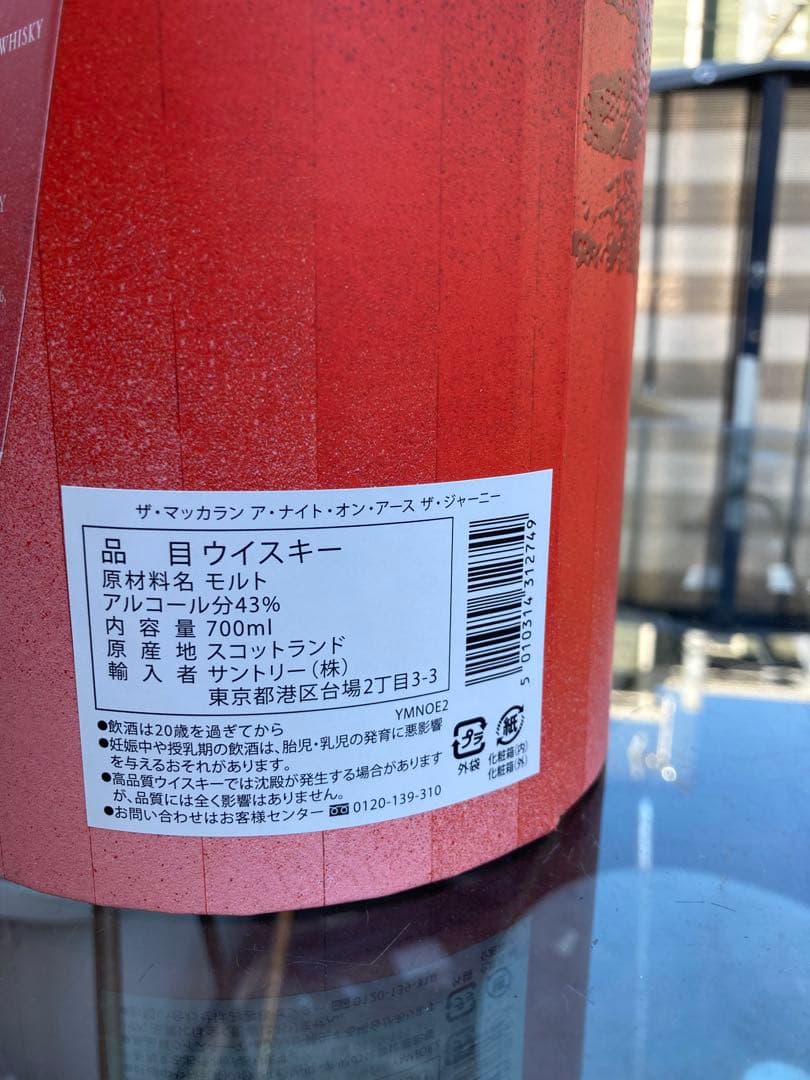 WHISKY
Y
ザ・マッカラン ア・ナイト・オン・アース ザ・ジャーニー
品 目 ウイスキー
原材料名 モルト
アルコール分43%
内容量 700ml
原産地 スコットランド
輸入者 サントリー(株)
東京都港区台場2丁目3-3
YMNOE2
5 010314 312749
●飲酒は20歳を過ぎてから
●妊娠中や授乳期の飲酒は、胎児・乳児の発育に悪影響
を与えるおそれがあります。
●高品質ウイスキーでは沈殿が発生する場合があります
が、品質には全く影響はありません。
●お問い合わせはお客様センター 0120-139-310
プラ
外袋
紙
化粧箱(内)
化粧箱(外)